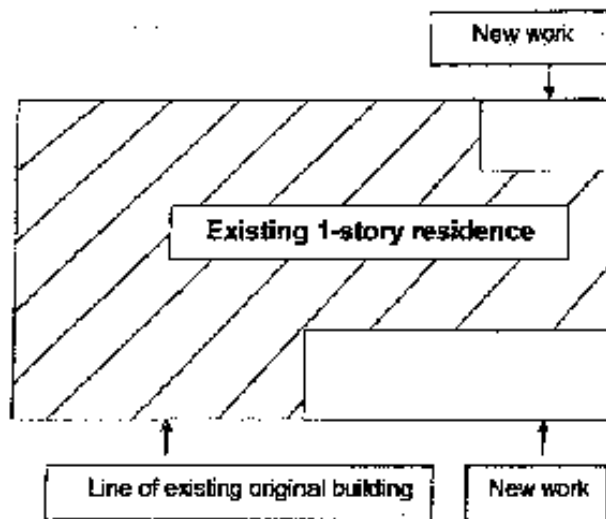 New work
Existing 1-story residence
Line of existing original building
New work